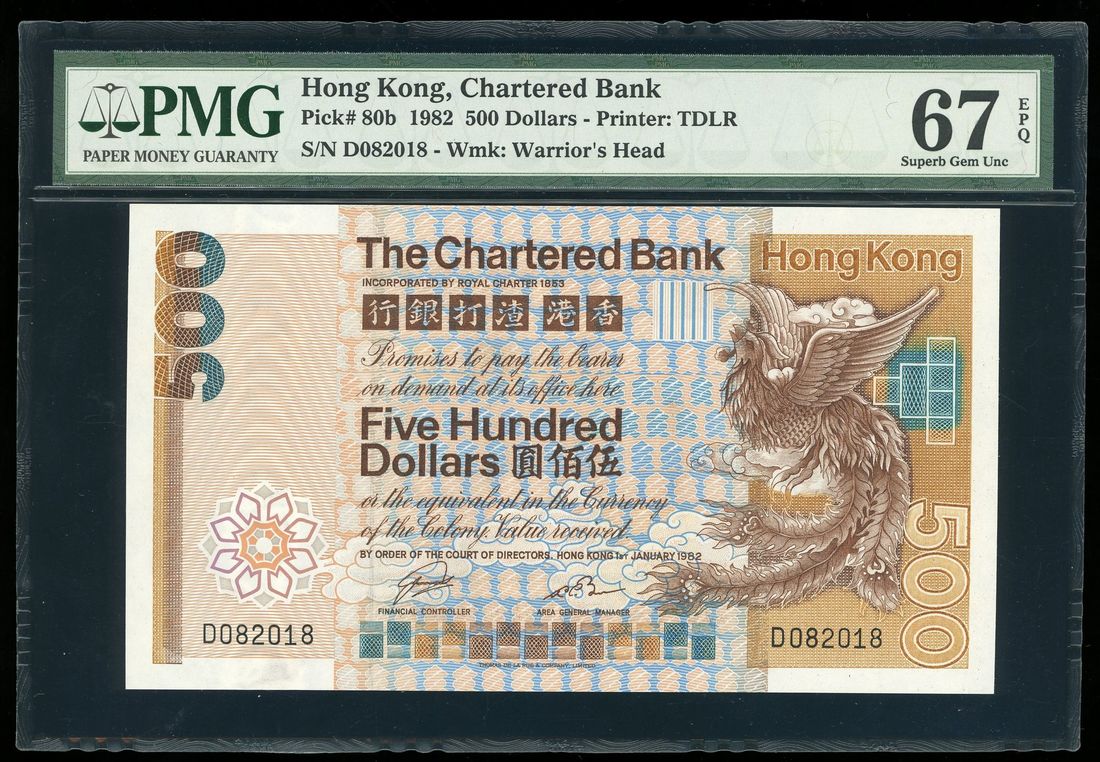 PMG
PAPER MONEY GUARANTY
Hong Kong, Chartered Bank
Pick# 80b 1982 500 Dollars - Printer: TDLR
S/N D082018 - Wmk: Warrior's Head
67
EPQ
Superb Gem Unc
500
The Chartered Bank
Hong Kong
INCORPORATED BY ROYAL CHARTER 1853
香港 渣打銀行
Promises to pay the bearer
on demand at its office here
Five Hundred
Dollars 伍佰圓
or the equivalent in the Currency
of the Colony. Value received.
BY ORDER OF THE COURT OF DIRECTORS. HONG KONG 1ST JANUARY 1982
FINANCIAL CONTROLLER
AREA GENERAL MANAGER
D082018
D082018
500
THOMAS DE LA RUE & COMPANY, LIMITED